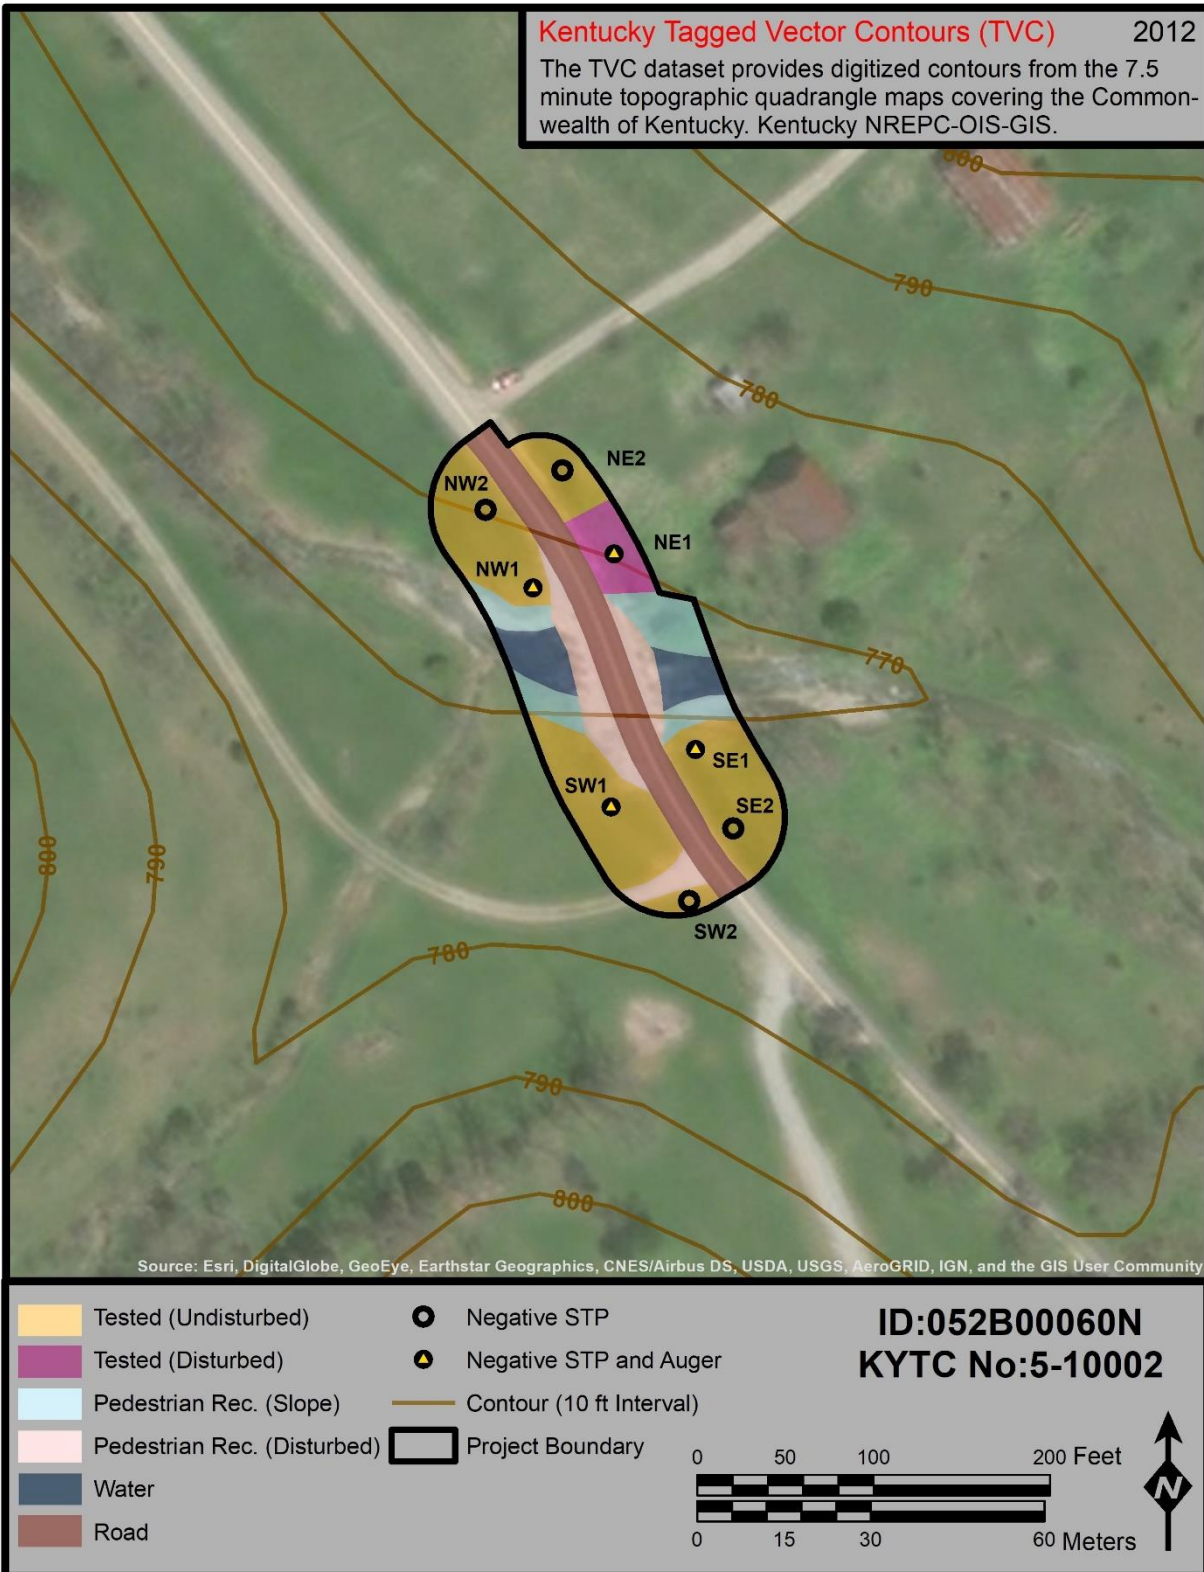 Kentucky Tagged Vector Contours (TVC) 2012
The TVC dataset provides digitized contours from the 7.5
minute topographic quadrangle maps covering the Common-
wealth of Kentucky. Kentucky NREPC-OIS-GIS.
800
790
780
NE2
NW2
NE1
NW1
770
SE1
SW1
SE2
800
790
SW2
780
790
800
Source: Esri, DigitalGlobe, GeoEye, Earthstar Geographics, CNES/Airbus DS, USDA, USGS, AeroGRID, IGN, and the GIS User Community
Tested (Undisturbed)
Tested (Disturbed)
Pedestrian Rec. (Slope)
Pedestrian Rec. (Disturbed)
Water
Road
Negative STP
Negative STP and Auger
Contour (10 ft Interval)
Project Boundary
ID:052B00060N
KYTC No:5-10002
0 50 100 200 Feet
0 15 30 60 Meters
N